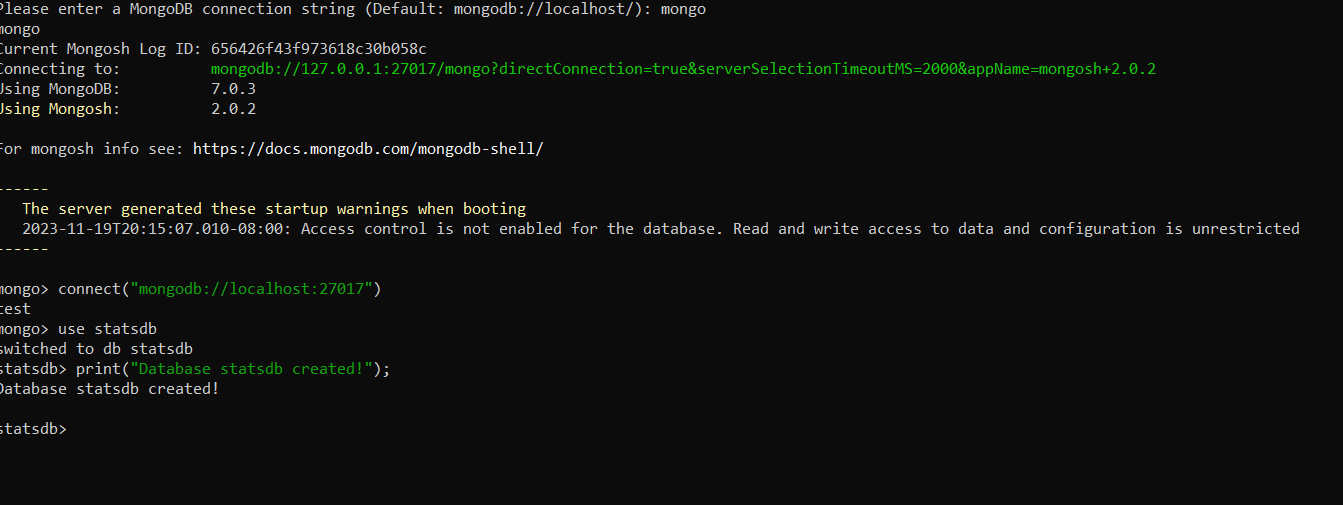 Please enter a MongoDB connection string (Default: mongodb://localhost/): mongo
mongo
Current Mongosh Log ID: 656426f43f973618c30b058c
Connecting to: mongodb://127.0.0.1:27017/mongo?directConnection=true&serverSelectionTimeoutMS=2000&appName=mongosh+2.0.2
Using MongoDB: 7.0.3
Using Mongosh: 2.0.2
For mongosh info see: https://docs.mongodb.com/mongodb-shell/
------
The server generated these startup warnings when booting
2023-11-19T20:15:07.010-08:00: Access control is not enabled for the database. Read and write access to data and configuration is unrestricted
------
mongo> connect("mongodb://localhost:27017")
test
mongo> use statsdb
switched to db statsdb
statsdb> print("Database statsdb created!");
Database statsdb created!
statsdb>